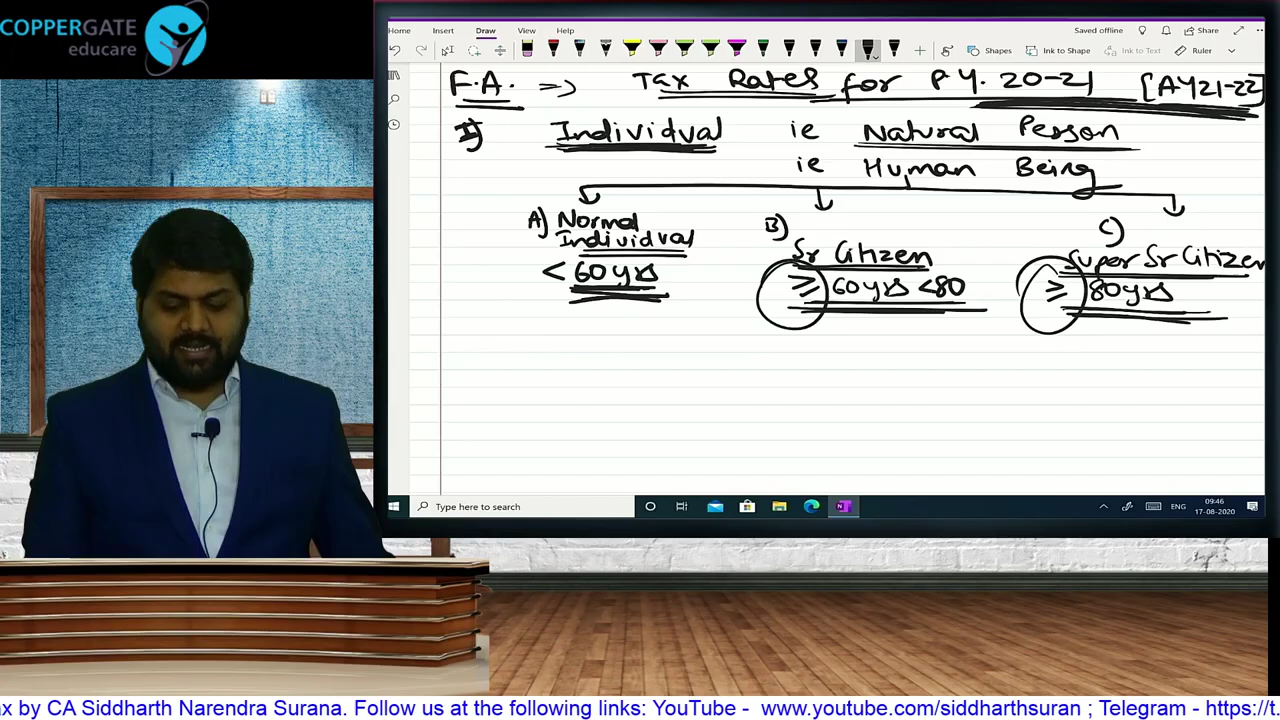 COPPERGATE
educare
Home Insert Draw View Help
Saved offline Share
Shapes Ink to Shape Ink to Text Ruler
F.A. => Tax Rates for P.Y. 20-21 [AY21-22]
I) Individual ie Natural Person
ie Human Being
A) Normal Individual
< 60yrs
B) Sr Citizen
≥ 60yrs <80
C) Super Sr Citizen
≥ 80yrs
Type here to search
ENG
09:46
17-08-2020
ax by CA Siddharth Narendra Surana. Follow us at the following links: YouTube - www.youtube.com/siddharthsuran ; Telegram - https://t.